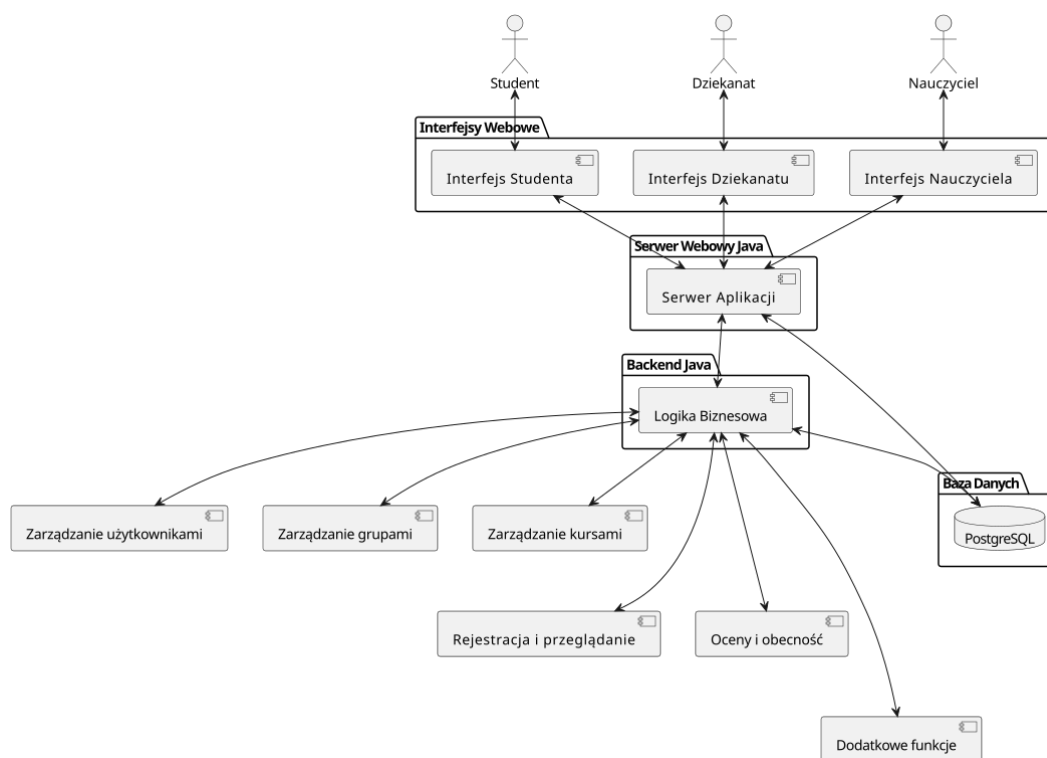 Student
Dziekanat
Nauczyciel
Interfejsy Webowe
Interfejs Studenta
Interfejs Dziekanatu
Interfejs Nauczyciela
Serwer Webowy Java
Serwer Aplikacji
Backend Java
Logika Biznesowa
Baza Danych
PostgreSQL
Zarządzanie użytkownikami
Zarządzanie grupami
Zarządzanie kursami
Rejestracja i przeglądanie
Oceny i obecność
Dodatkowe funkcje